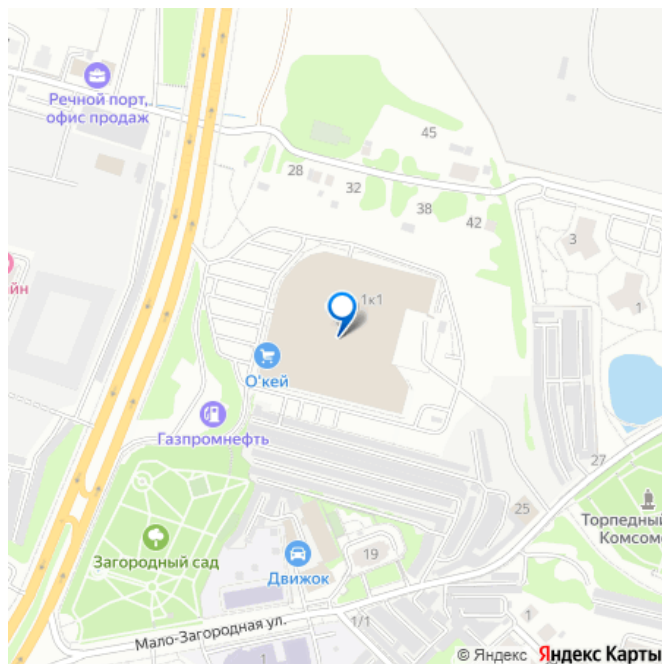 Речной порт,
офис продаж
45
28
32
38
42
3
1
йн
1к1
О'кей
Газпромнефть
27
25
Торпедный
Комсомо
Загородный сад
19
Движок
Мало-Загородная ул.
1/1
1
1
© Яндекс Яндекс Карты